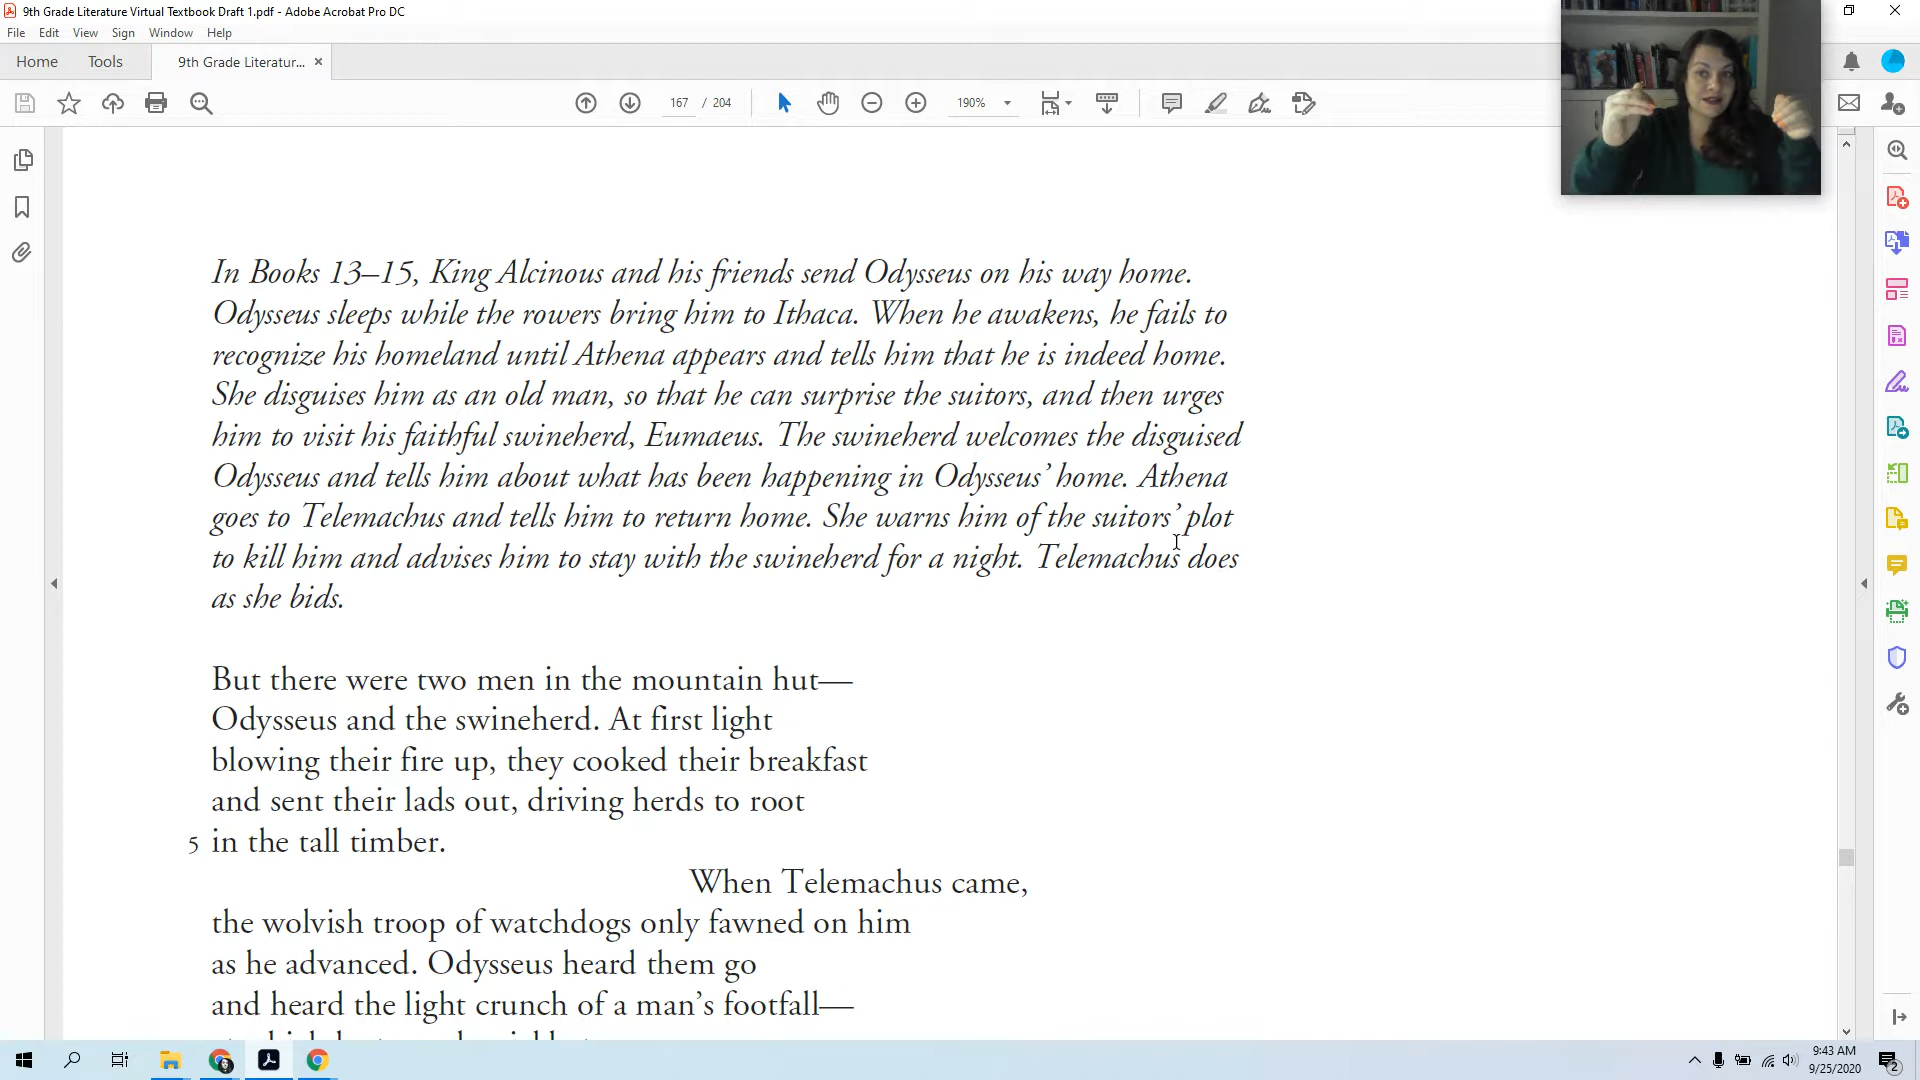 9th Grade Literature Virtual Textbook Draft 1.pdf - Adobe Acrobat Pro DC
File Edit View Sign Window Help
Home Tools 9th Grade Literatur... ×
167 / 204 190%
In Books 13–15, King Alcinous and his friends send Odysseus on his way home.
Odysseus sleeps while the rowers bring him to Ithaca. When he awakens, he fails to
recognize his homeland until Athena appears and tells him that he is indeed home.
She disguises him as an old man, so that he can surprise the suitors, and then urges
him to visit his faithful swineherd, Eumaeus. The swineherd welcomes the disguised
Odysseus and tells him about what has been happening in Odysseus’ home. Athena
goes to Telemachus and tells him to return home. She warns him of the suitors’ plot
to kill him and advises him to stay with the swineherd for a night. Telemachus does
as she bids.
But there were two men in the mountain hut—
Odysseus and the swineherd. At first light
blowing their fire up, they cooked their breakfast
and sent their lads out, driving herds to root
5 in the tall timber.
When Telemachus came,
the wolvish troop of watchdogs only fawned on him
as he advanced. Odysseus heard them go
and heard the light crunch of a man’s footfall—
9:43 AM
9/25/2020
2